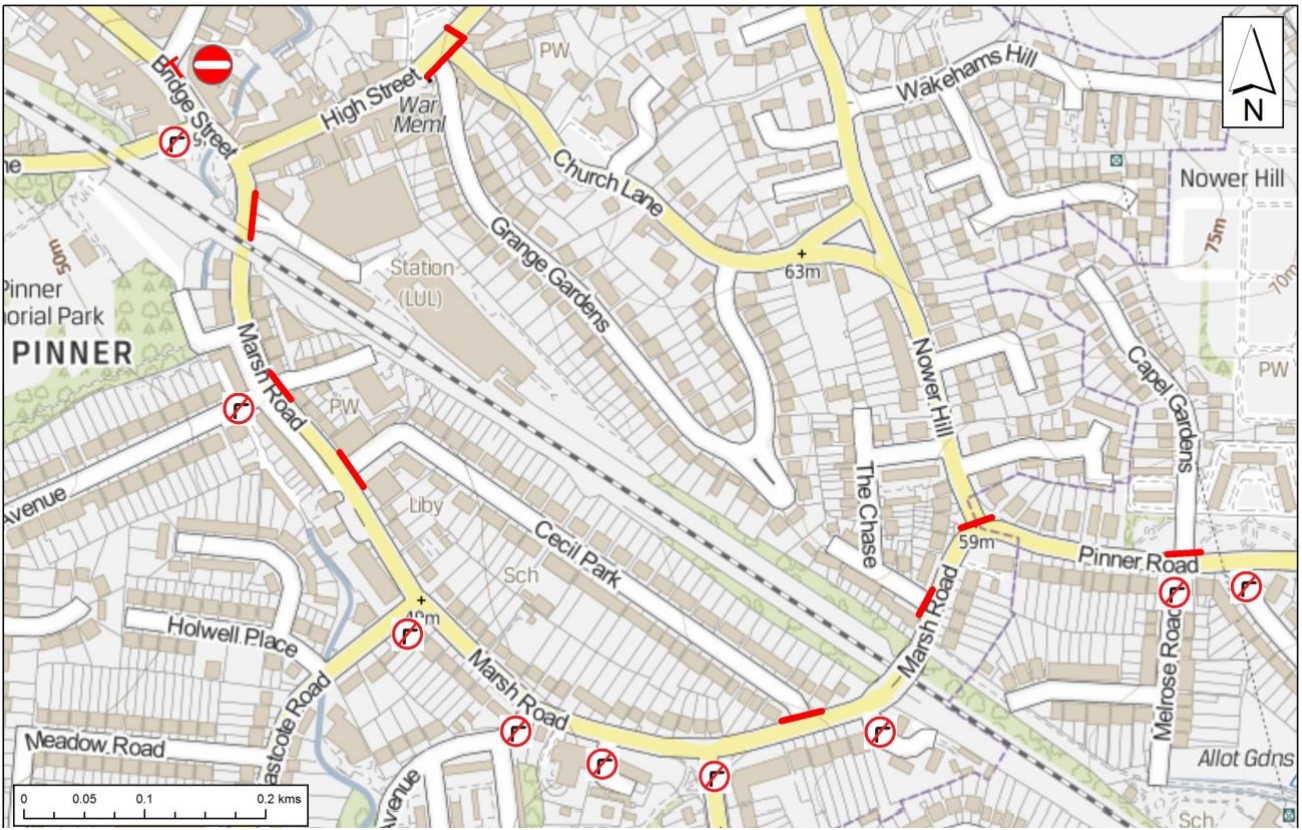 Bridge Street
High Street
War
Meml
PW
Wakehams Hill
N
Church Lane
Nower Hill
75m
70m
50m
Grange Gardens
63m
Station
(LUL)
Pinner
orial Park
PINNER
Marsh Road
PW
Nower Hill
Capel Gardens
PW
Avenue
Liby
The Chase
Cecil Park
59m
Pinner Road
Sch
Holwell Place
Marsh Road
Marsh Road
Melrose Road
Meadow Road
astcote Road
Avenue
Allot Gdns
Sch
0 0.05 0.1 0.2 kms